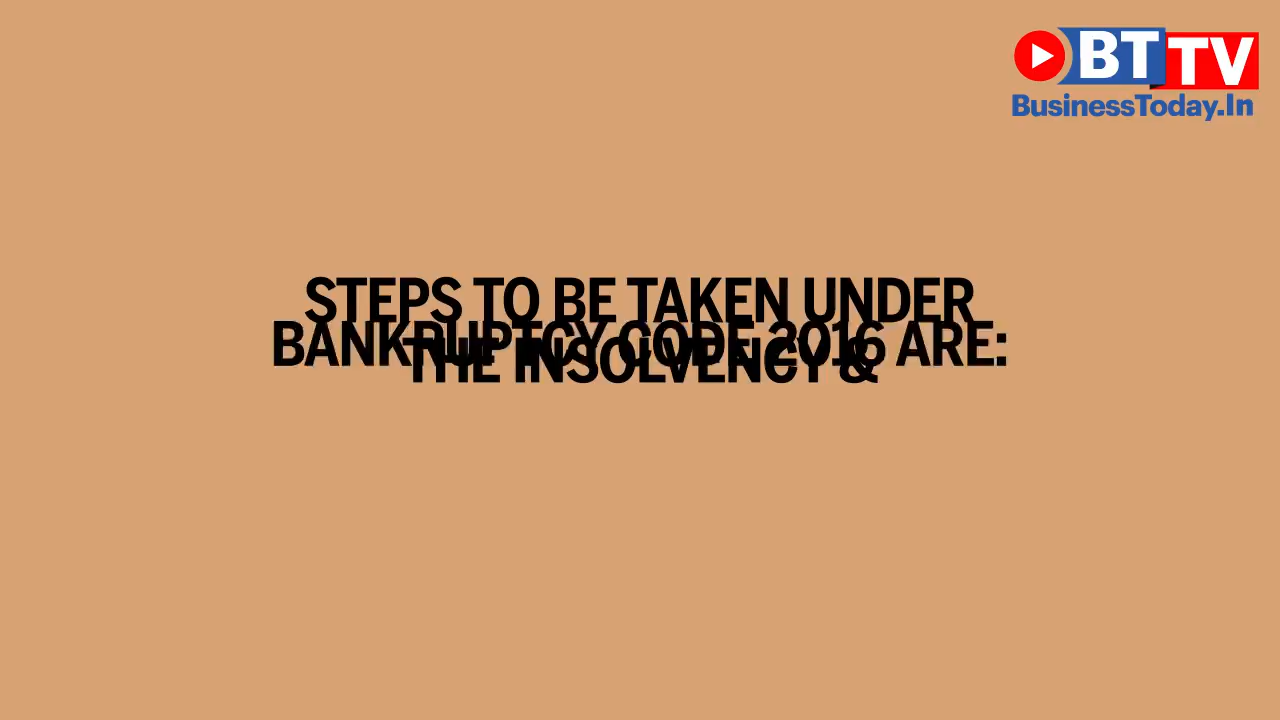 BT TV
BusinessToday.In
STEPS TO BE TAKEN UNDER
THE INSOLVENCY &
BANKRUPTCY CODE 2016 ARE: